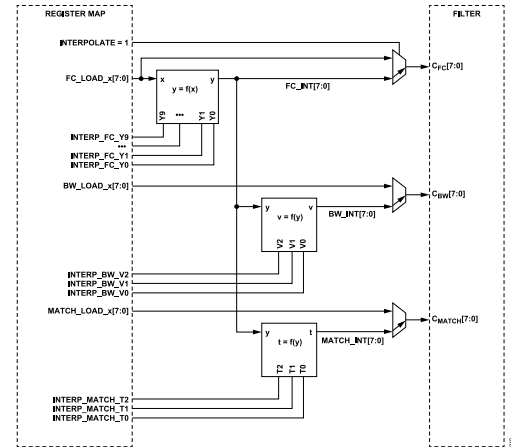 REGISTER MAP
FILTER
INTERPOLATE = 1
FC_LOAD_x[7:0]
x y
y = f(x)
Y9 ••• Y1 Y0
FC_INT[7:0]
CFC[7:0]
INTERP_FC_Y9
•••
INTERP_FC_Y1
INTERP_FC_Y0
BW_LOAD_x[7:0]
CBW[7:0]
y v
v = f(y)
V2 V1 V0
BW_INT[7:0]
INTERP_BW_V2
INTERP_BW_V1
INTERP_BW_V0
MATCH_LOAD_x[7:0]
CMATCH[7:0]
y t
t = f(y)
T2 T1 T0
MATCH_INT[7:0]
INTERP_MATCH_T2
INTERP_MATCH_T1
INTERP_MATCH_T0